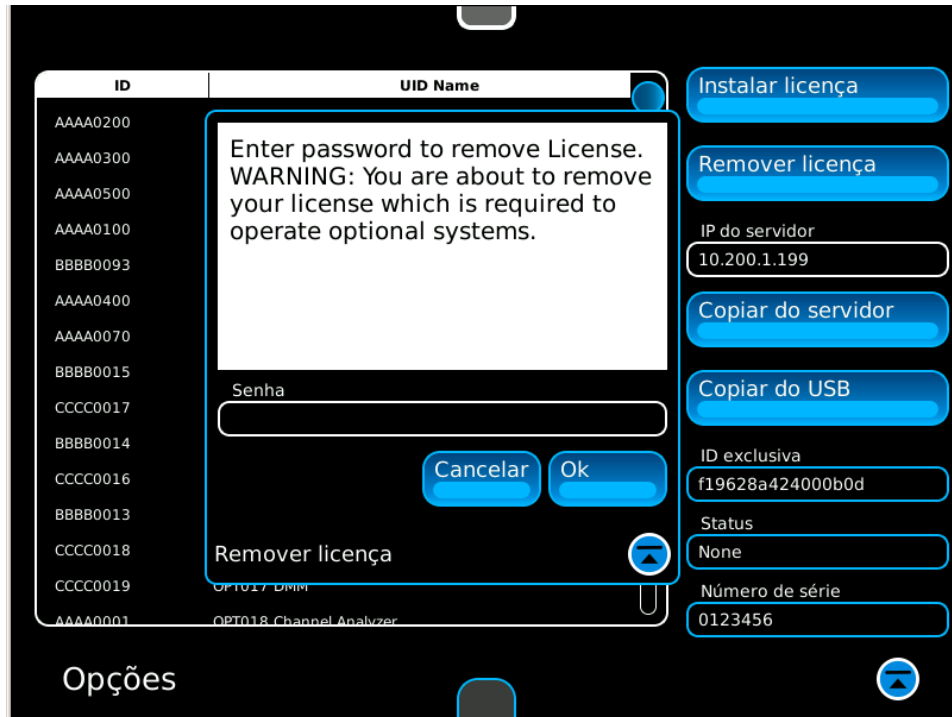 ID UID Name
AAAA0200
AAAA0300
AAAA0500
AAAA0100
BBBB0093
AAAA0400
AAAA0070
BBBB0015
CCCC0017
BBBB0014
CCCC0016
BBBB0013
CCCC0018
CCCC0019 OPT017 DMM
AAAA0001 OPT018 Channel Analyzer
Enter password to remove License.
WARNING: You are about to remove
your license which is required to
operate optional systems.
Senha
Cancelar Ok
Remover licença
Instalar licença
Remover licença
IP do servidor
10.200.1.199
Copiar do servidor
Copiar do USB
ID exclusiva
f19628a424000b0d
Status
None
Número de série
0123456
Opções